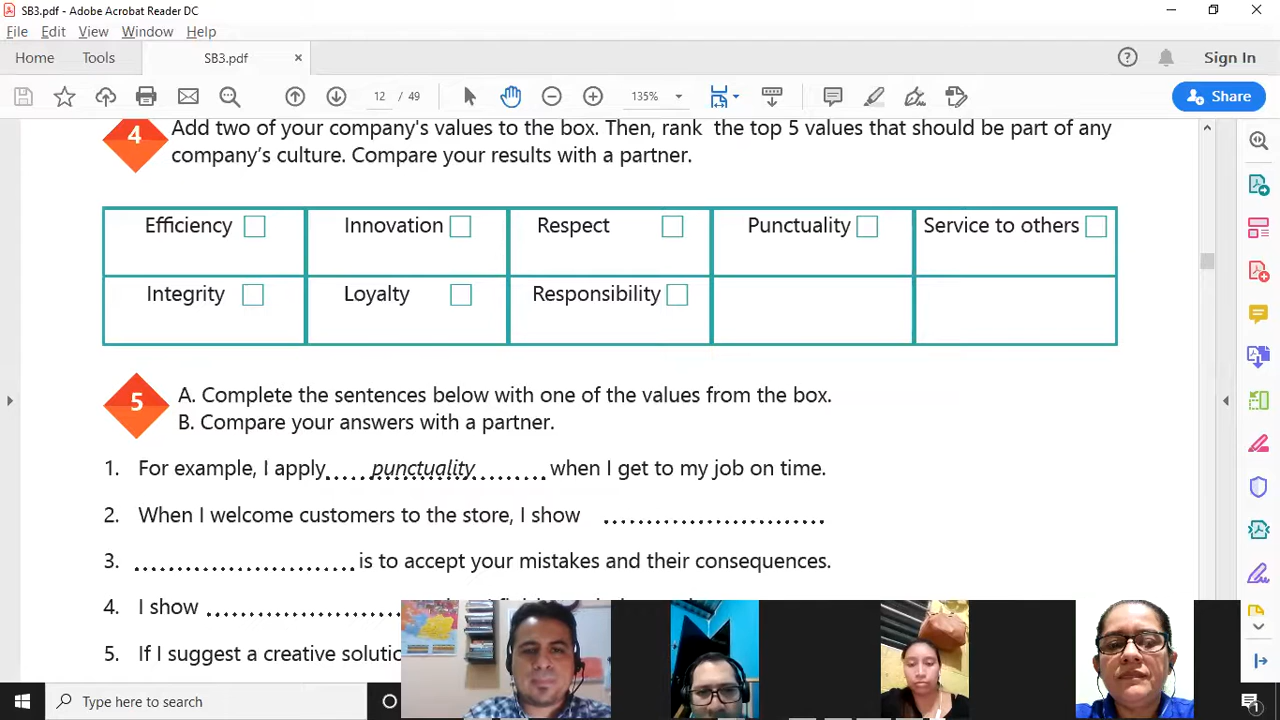 SB3.pdf - Adobe Acrobat Reader DC
File Edit View Window Help
Home Tools SB3.pdf × Sign In
12 / 49 135% Share
4 Add two of your company's values to the box. Then, rank the top 5 values that should be part of any
company's culture. Compare your results with a partner.
Efficiency Innovation Respect Punctuality Service to others
Integrity Loyalty Responsibility
5 A. Complete the sentences below with one of the values from the box.
B. Compare your answers with a partner.
1. For example, I apply punctuality when I get to my job on time.
2. When I welcome customers to the store, I show
3. is to accept your mistakes and their consequences.
4. I show
5. If I suggest a creative solutio
Type here to search